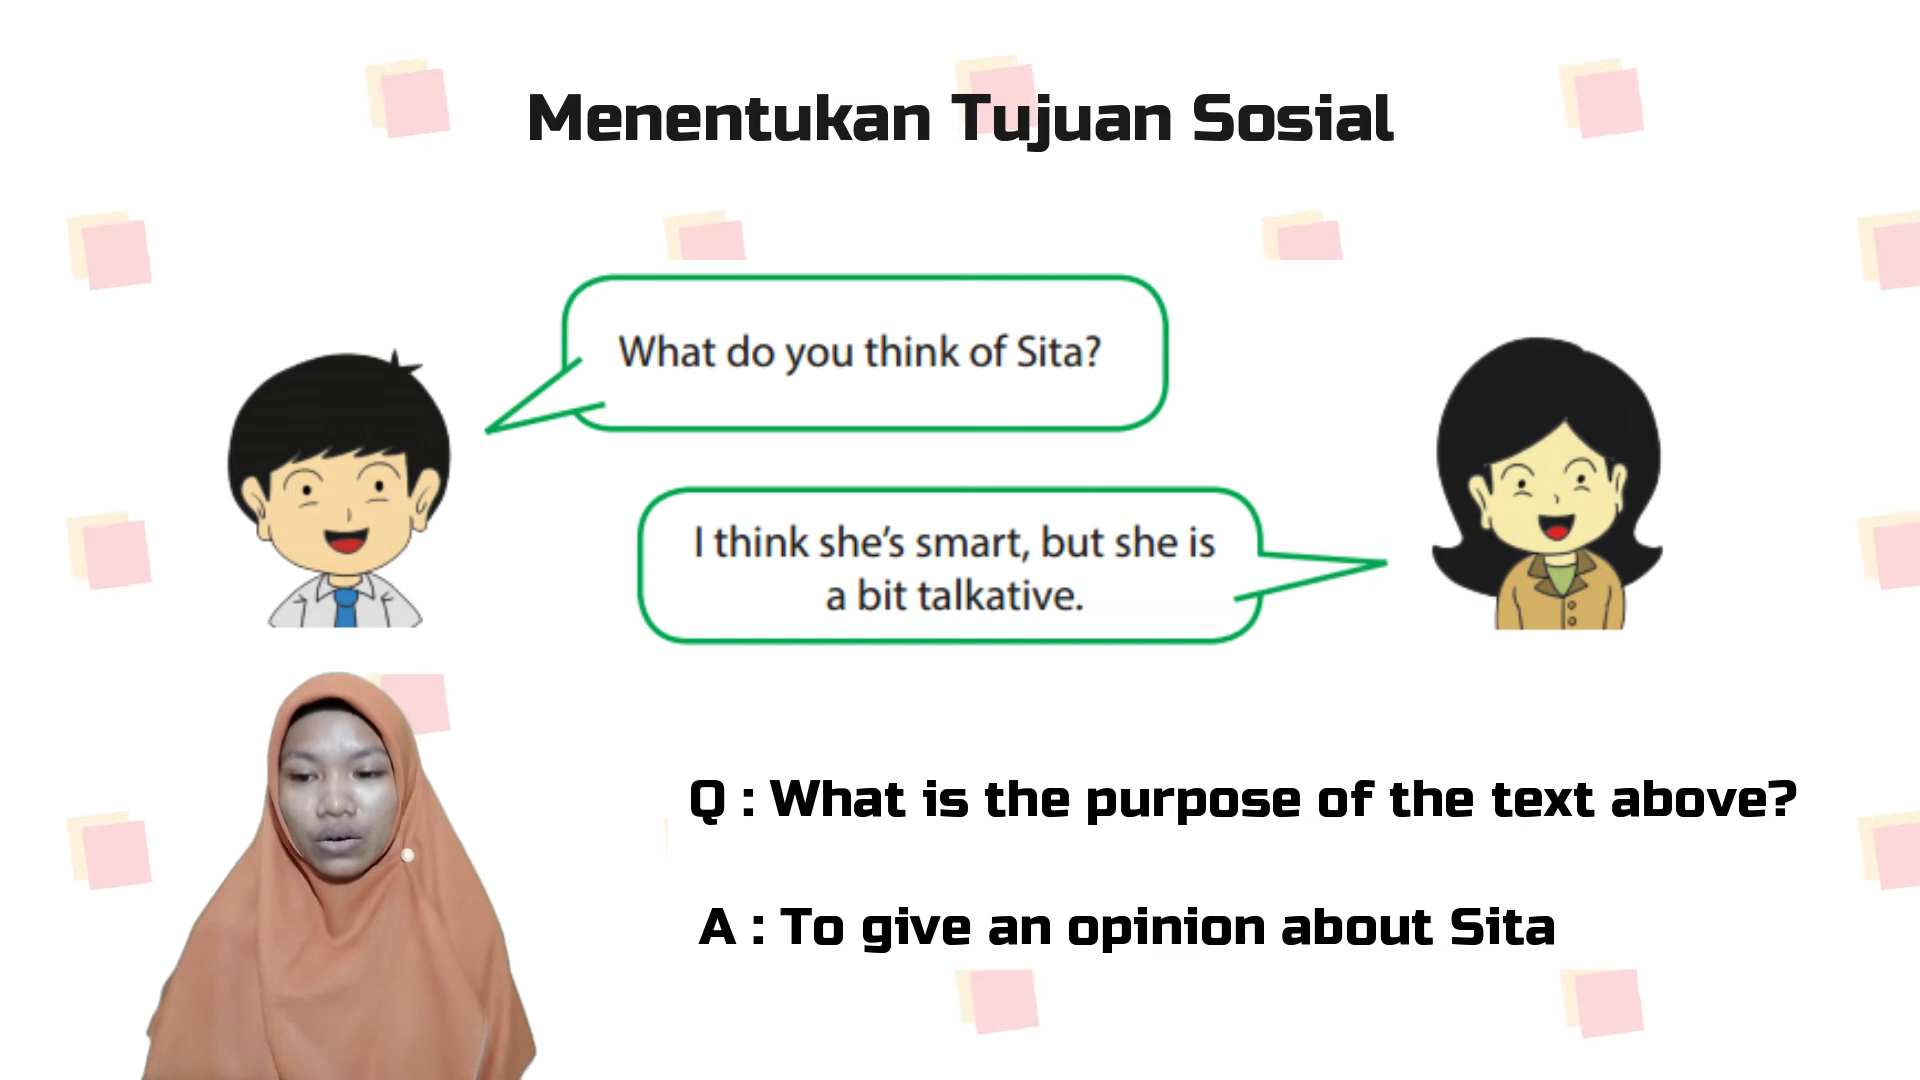 Menentukan Tujuan Sosial
What do you think of Sita?
I think she's smart, but she is
a bit talkative.
Q : What is the purpose of the text above?
A : To give an opinion about Sita